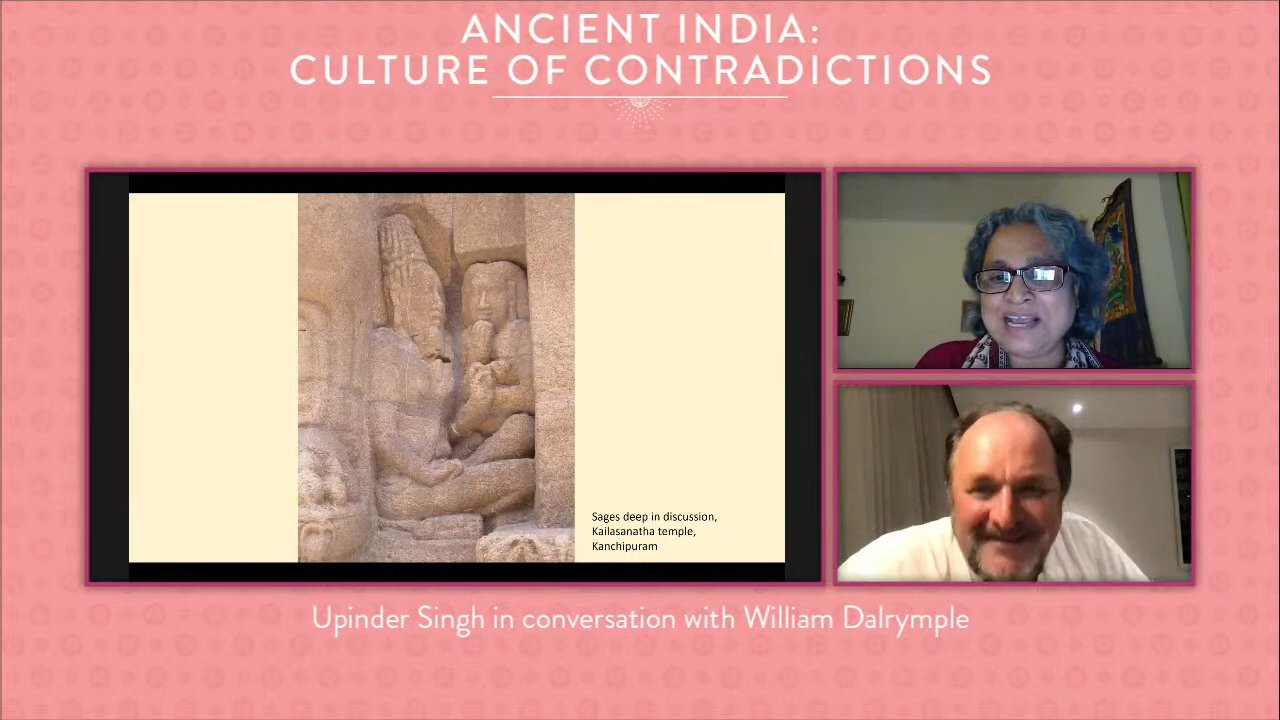 ANCIENT INDIA:
CULTURE OF CONTRADICTIONS
Sages deep in discussion,
Kailasanatha temple,
Kanchipuram
Upinder Singh in conversation with William Dalrymple